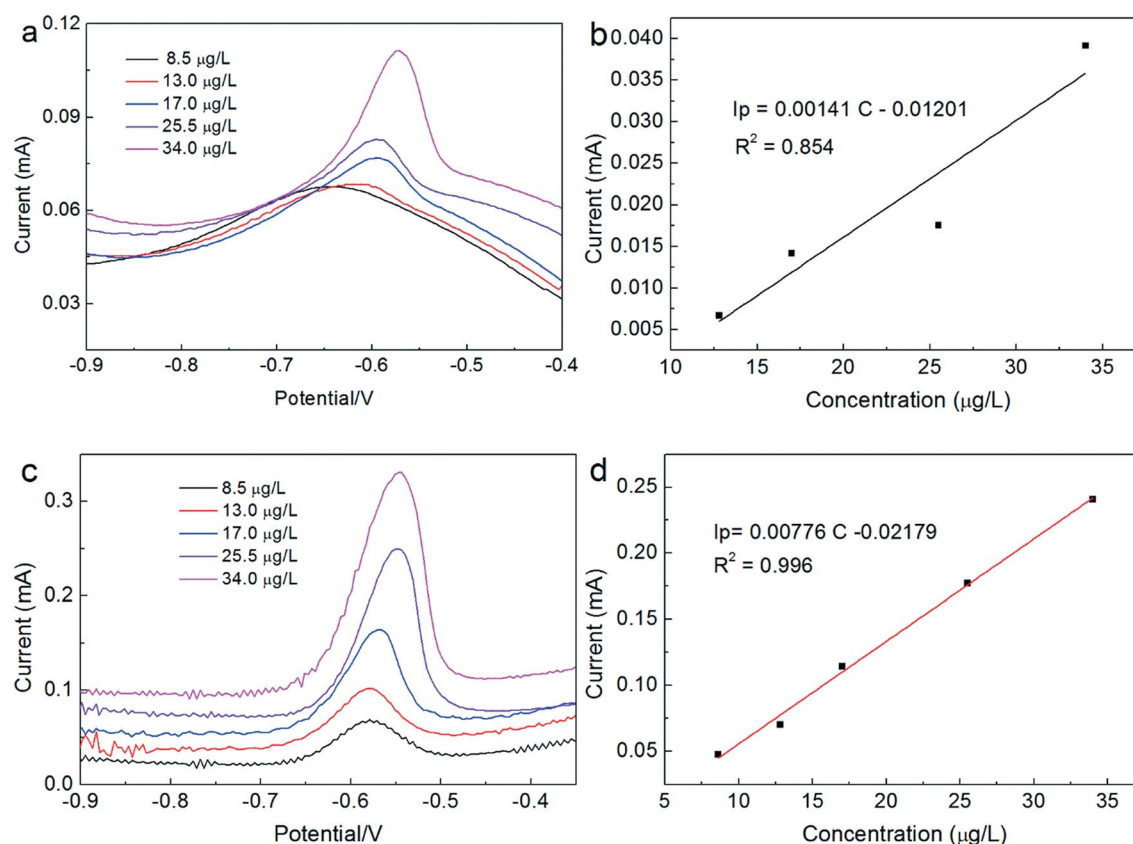 a
0.12
0.09
0.06
0.03
Current (mA)
8.5 μg/L
13.0 μg/L
17.0 μg/L
25.5 μg/L
34.0 μg/L
-0.9 -0.8 -0.7 -0.6 -0.5 -0.4
Potential/V
b
0.040
0.035
0.030
0.025
0.020
0.015
0.010
0.005
Current (mA)
Ip = 0.00141 C - 0.01201
R² = 0.854
10 15 20 25 30 35
Concentration (μg/L)
c
0.3
0.2
0.1
0.0
Current (mA)
8.5 μg/L
13.0 μg/L
17.0 μg/L
25.5 μg/L
34.0 μg/L
-0.9 -0.8 -0.7 -0.6 -0.5 -0.4
Potential/V
d
0.25
0.20
0.15
0.10
0.05
Current (mA)
Ip= 0.00776 C -0.02179
R² = 0.996
5 10 15 20 25 30 35
Concentration (μg/L)